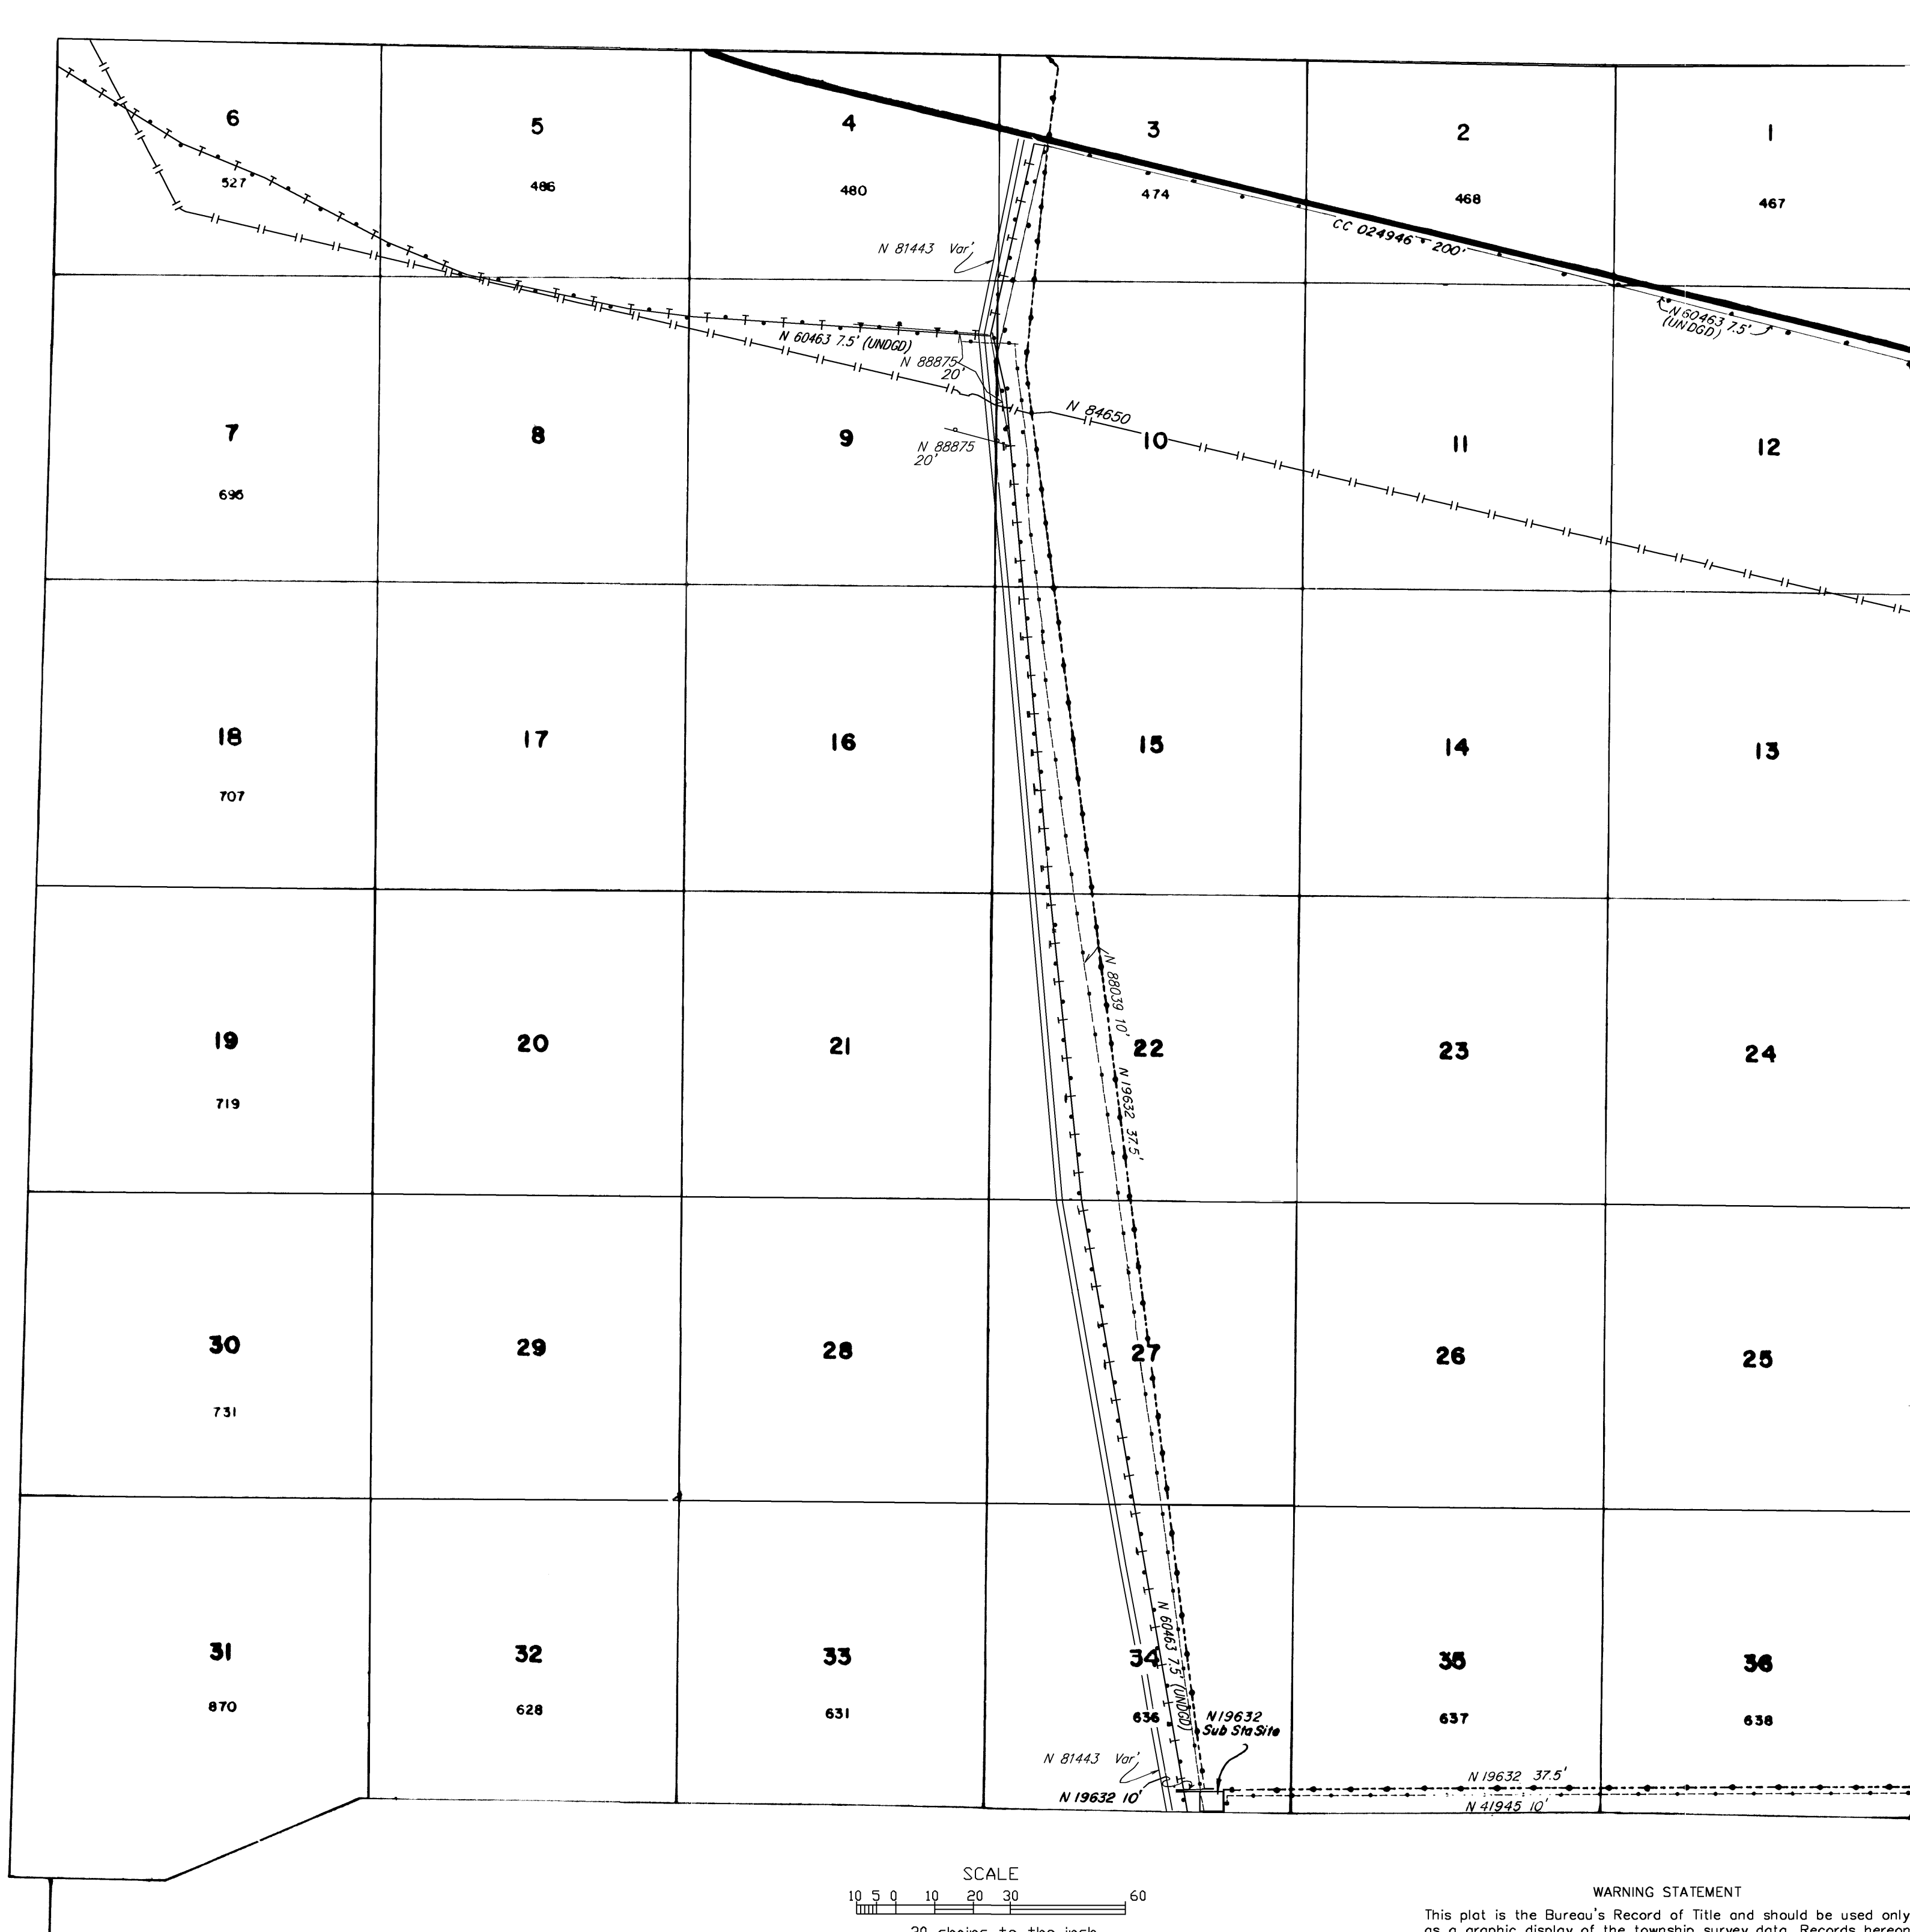 6
5
4
3
2
1
527
486
480
474
468
467
CC 024946 • 200'
N 81443 Var'
N 60463 7.5'
(UNDGD)
N 60463 7.5' (UNDGD)
N 88875
20'
N 84650
7
8
9
10
11
12
N 88875
20'
695
18
17
16
15
14
13
707
N 88039 10'
19
20
21
22
23
24
N 19632 37.5'
719
30
29
28
27
26
25
731
N 60463 7.5' (UNDGD)
31
32
33
34
35
36
870
628
631
636
637
638
N19632
Sub Sta Site
N 81443 Var'
N 19632 10'
N 19632 37.5'
N 41945 10'
SCALE
10 5 0 10 20 30 60
WARNING STATEMENT
This plat is the Bureau's Record of Title and should be used only